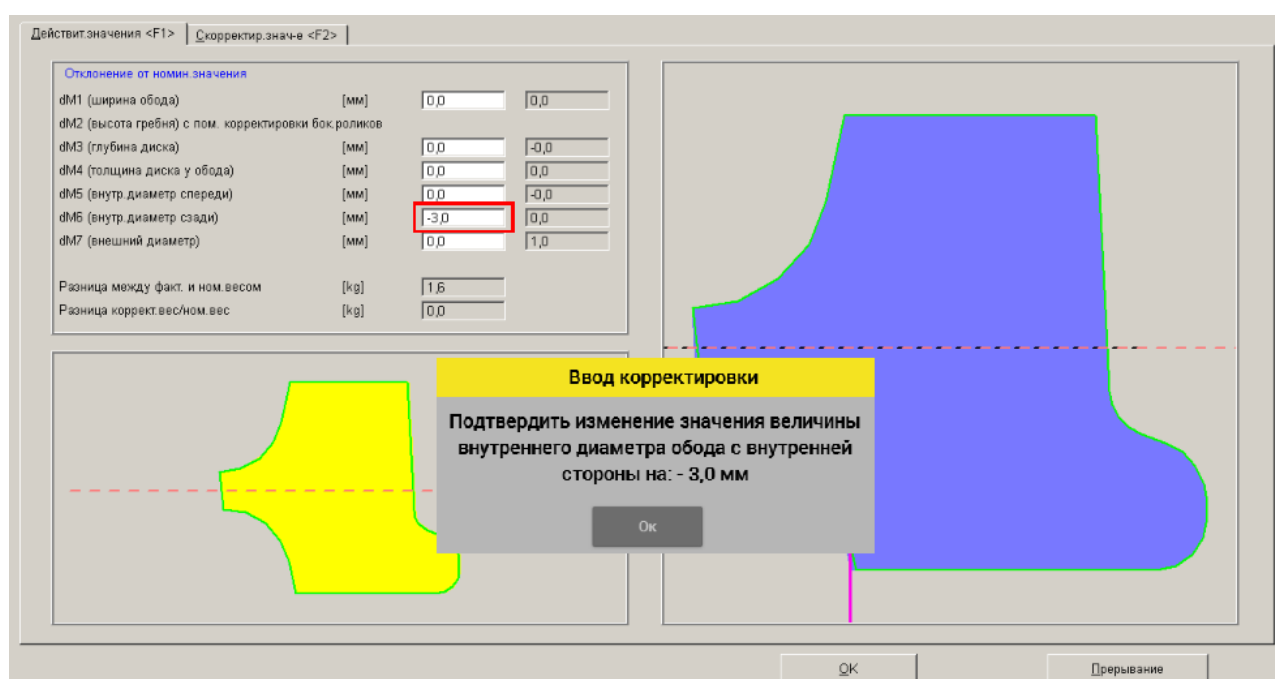 Действит.значения <F1> Скорректир.знач-е <F2>
Отклонение от номин.значения
dM1 (ширина обода) [мм] 0,0 0,0
dM2 (высота гребня) с пом. корректировки бок.роликов
dM3 (глубина диска) [мм] 0,0 -0,0
dM4 (толщина диска у обода) [мм] 0,0 0,0
dM5 (внутр.диаметр спереди) [мм] 0,0 -0,0
dM6 (внутр.диаметр сзади) [мм] -3,0 0,0
dM7 (внешний диаметр) [мм] 0,0 1,0
Разница между факт. и ном.весом [kg] 1,6
Разница коррект.вес/ном.вес [kg] 0,0
Ввод корректировки
Подтвердить изменение значения величины
внутреннего диаметра обода с внутренней
стороны на: - 3,0 мм
Ок
OK Прерывание